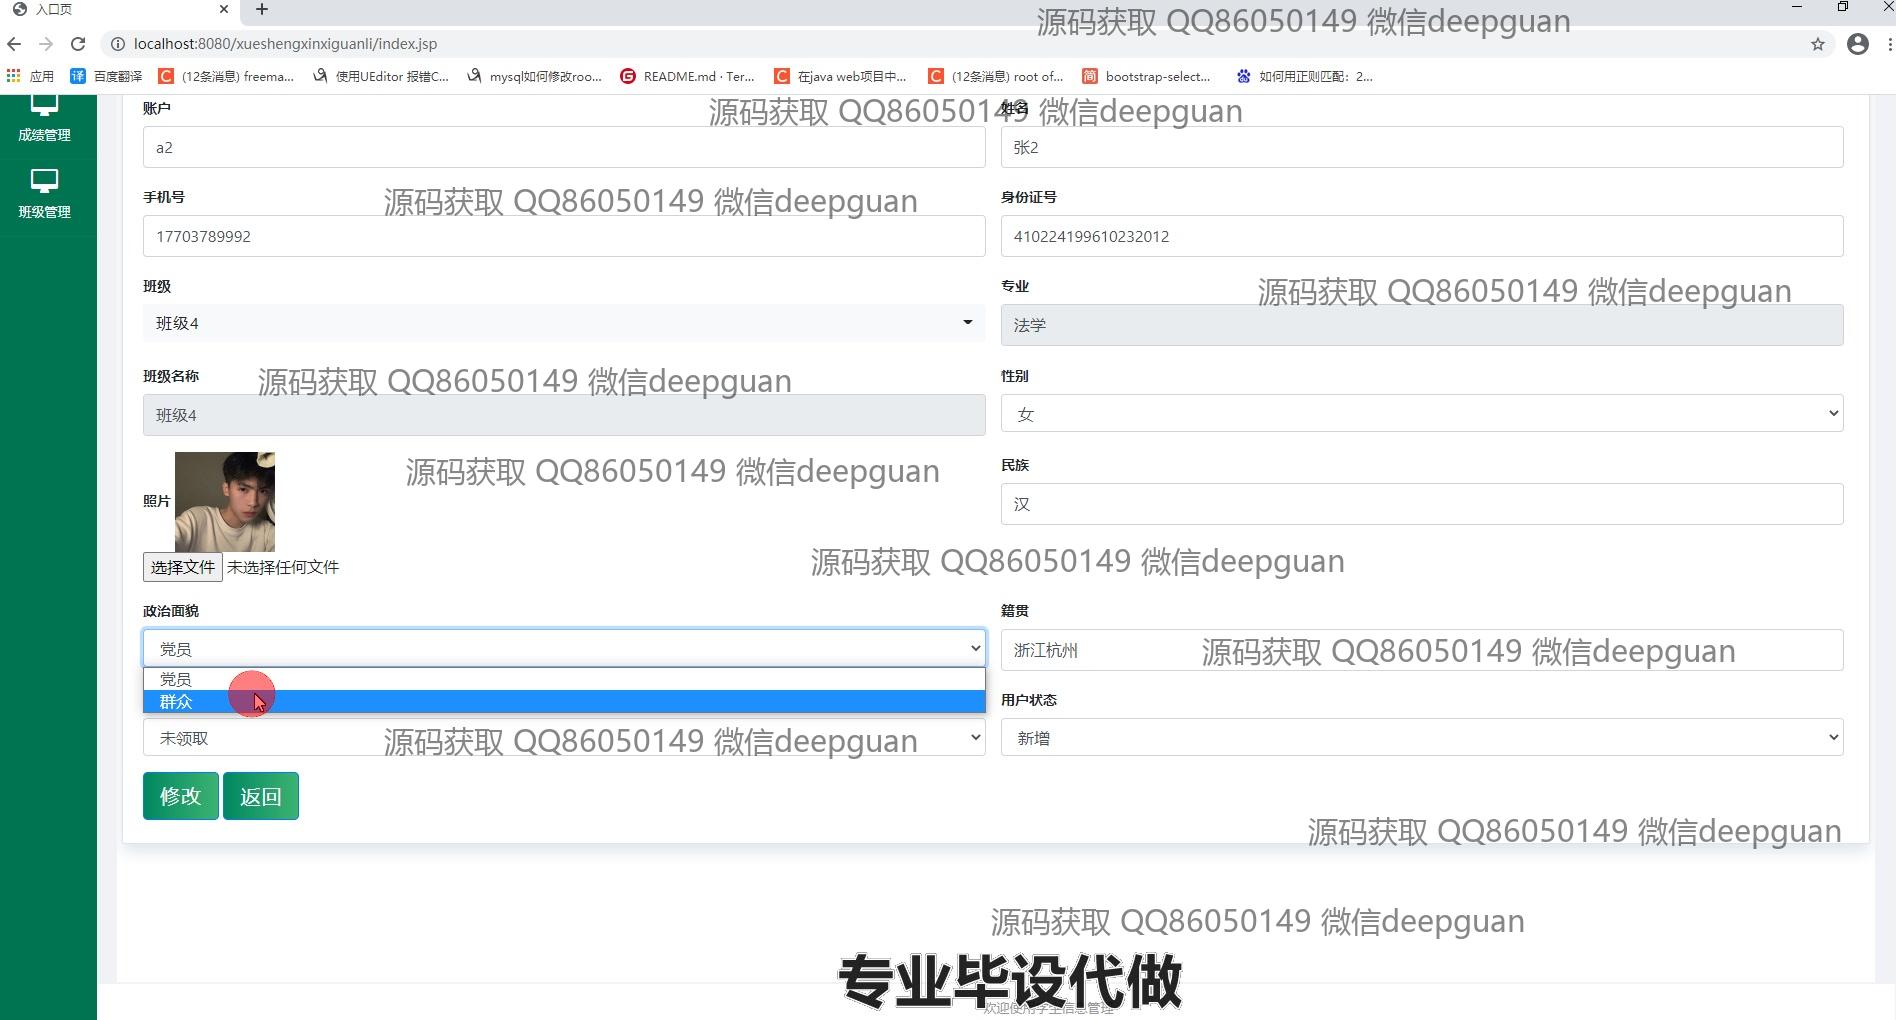 入口页
源码获取 QQ86050149 微信deepguan
localhost:8080/xueshengxinxiguanli/index.jsp
应用
百度翻译
(12条消息) freema...
使用UEditor 报错C...
mysql如何修改roo...
README.md · Ter...
在java web项目中...
(12条消息) root of...
bootstrap-select...
如何用正则匹配：2...
成绩管理
班级管理
账户
姓名
源码获取 QQ86050149 微信deepguan
a2
张2
手机号
身份证号
源码获取 QQ86050149 微信deepguan
17703789992
410224199610232012
班级
专业
源码获取 QQ86050149 微信deepguan
班级4
法学
班级名称
性别
源码获取 QQ86050149 微信deepguan
班级4
女
源码获取 QQ86050149 微信deepguan
民族
照片
汉
源码获取 QQ86050149 微信deepguan
选择文件 未选择任何文件
政治面貌
籍贯
党员
浙江杭州
源码获取 QQ86050149 微信deepguan
党员
群众
用户状态
未领取
源码获取 QQ86050149 微信deepguan
新增
修改
返回
源码获取 QQ86050149 微信deepguan
源码获取 QQ86050149 微信deepguan
专业毕设代做
欢迎使用学生信息管理